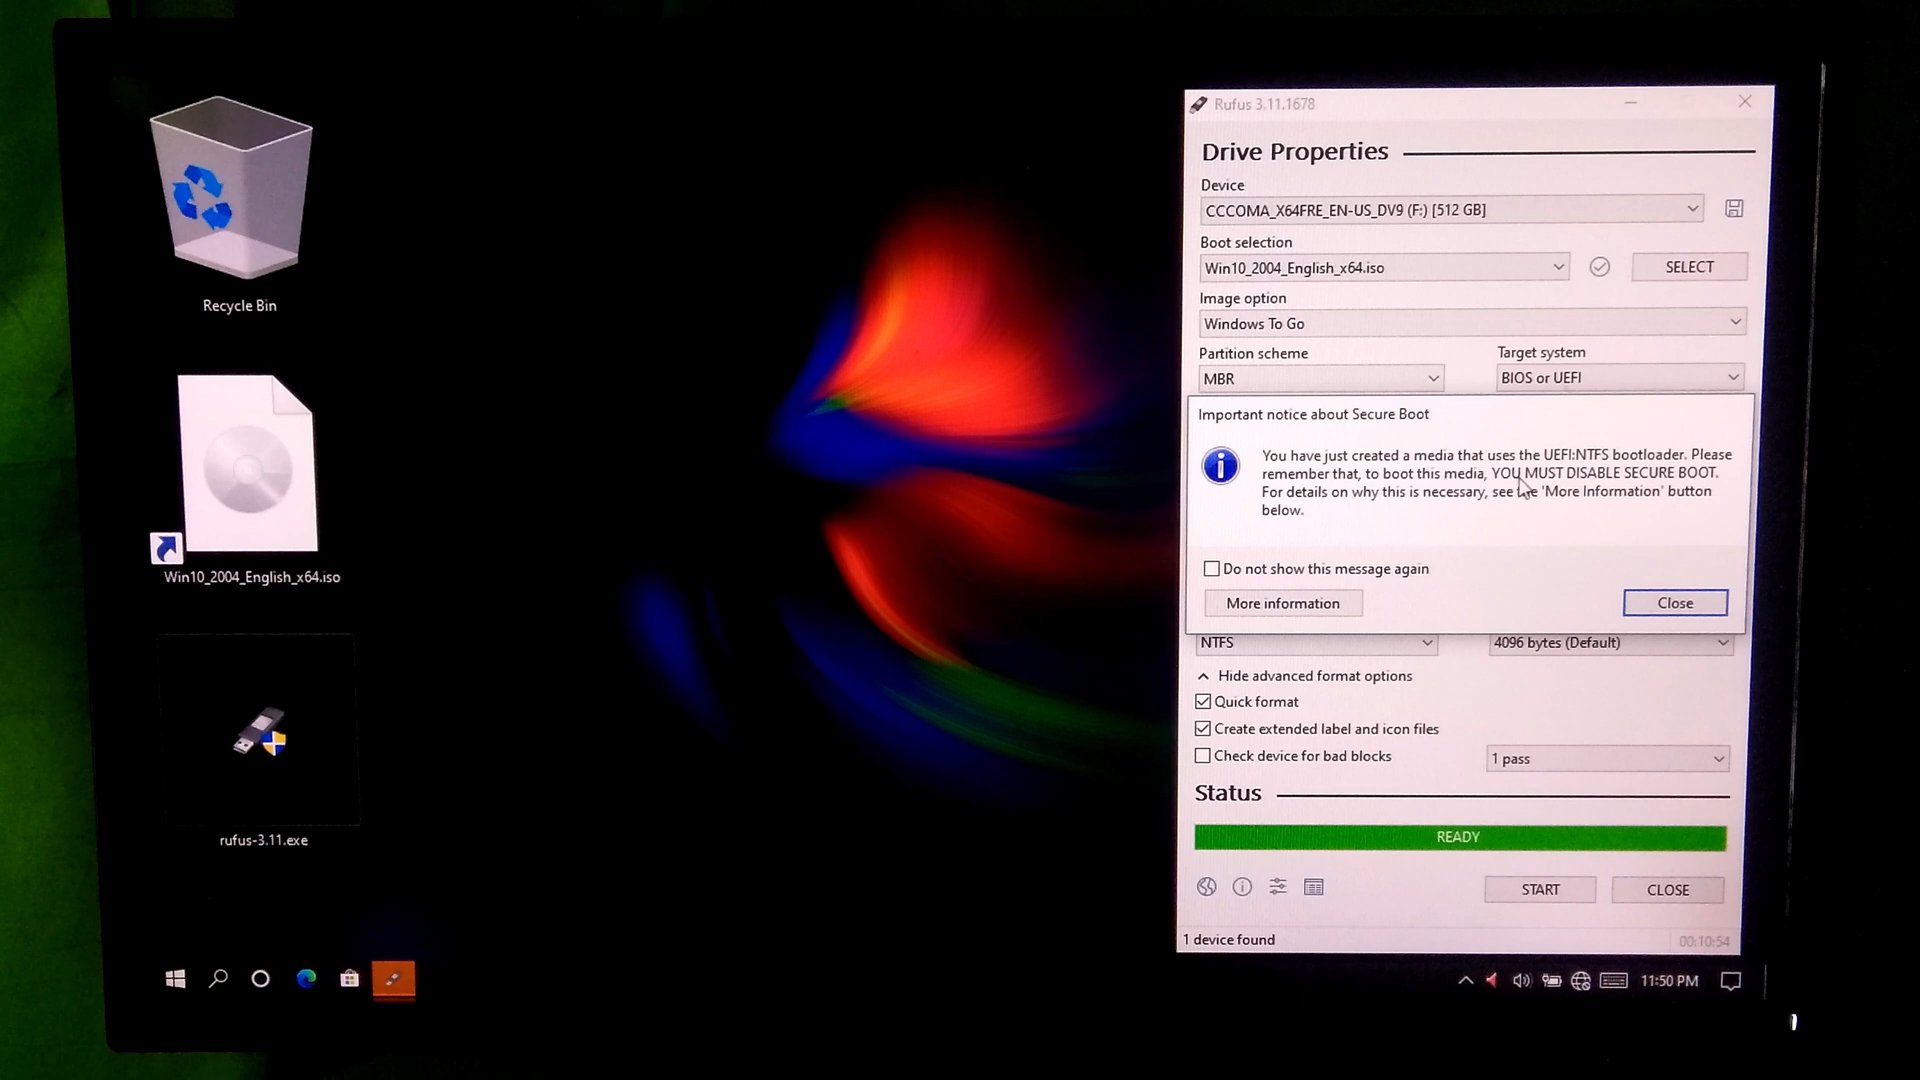 Recycle Bin
Win10_2004_English_x64.iso
rufus-3.11.exe
Rufus 3.11.1678
Drive Properties
Device
CCCOMA_X64FRE_EN-US_DV9 (F:) [512 GB]
Boot selection
Win10_2004_English_x64.iso
SELECT
Image option
Windows To Go
Partition scheme
Target system
MBR
BIOS or UEFI
Important notice about Secure Boot
You have just created a media that uses the UEFI:NTFS bootloader. Please
remember that, to boot this media, YOU MUST DISABLE SECURE BOOT.
For details on why this is necessary, see the 'More Information' button
below.
Do not show this message again
More information
Close
NTFS
4096 bytes (Default)
Hide advanced format options
Quick format
Create extended label and icon files
Check device for bad blocks
1 pass
Status
READY
START
CLOSE
1 device found
00:10:54
11:50 PM